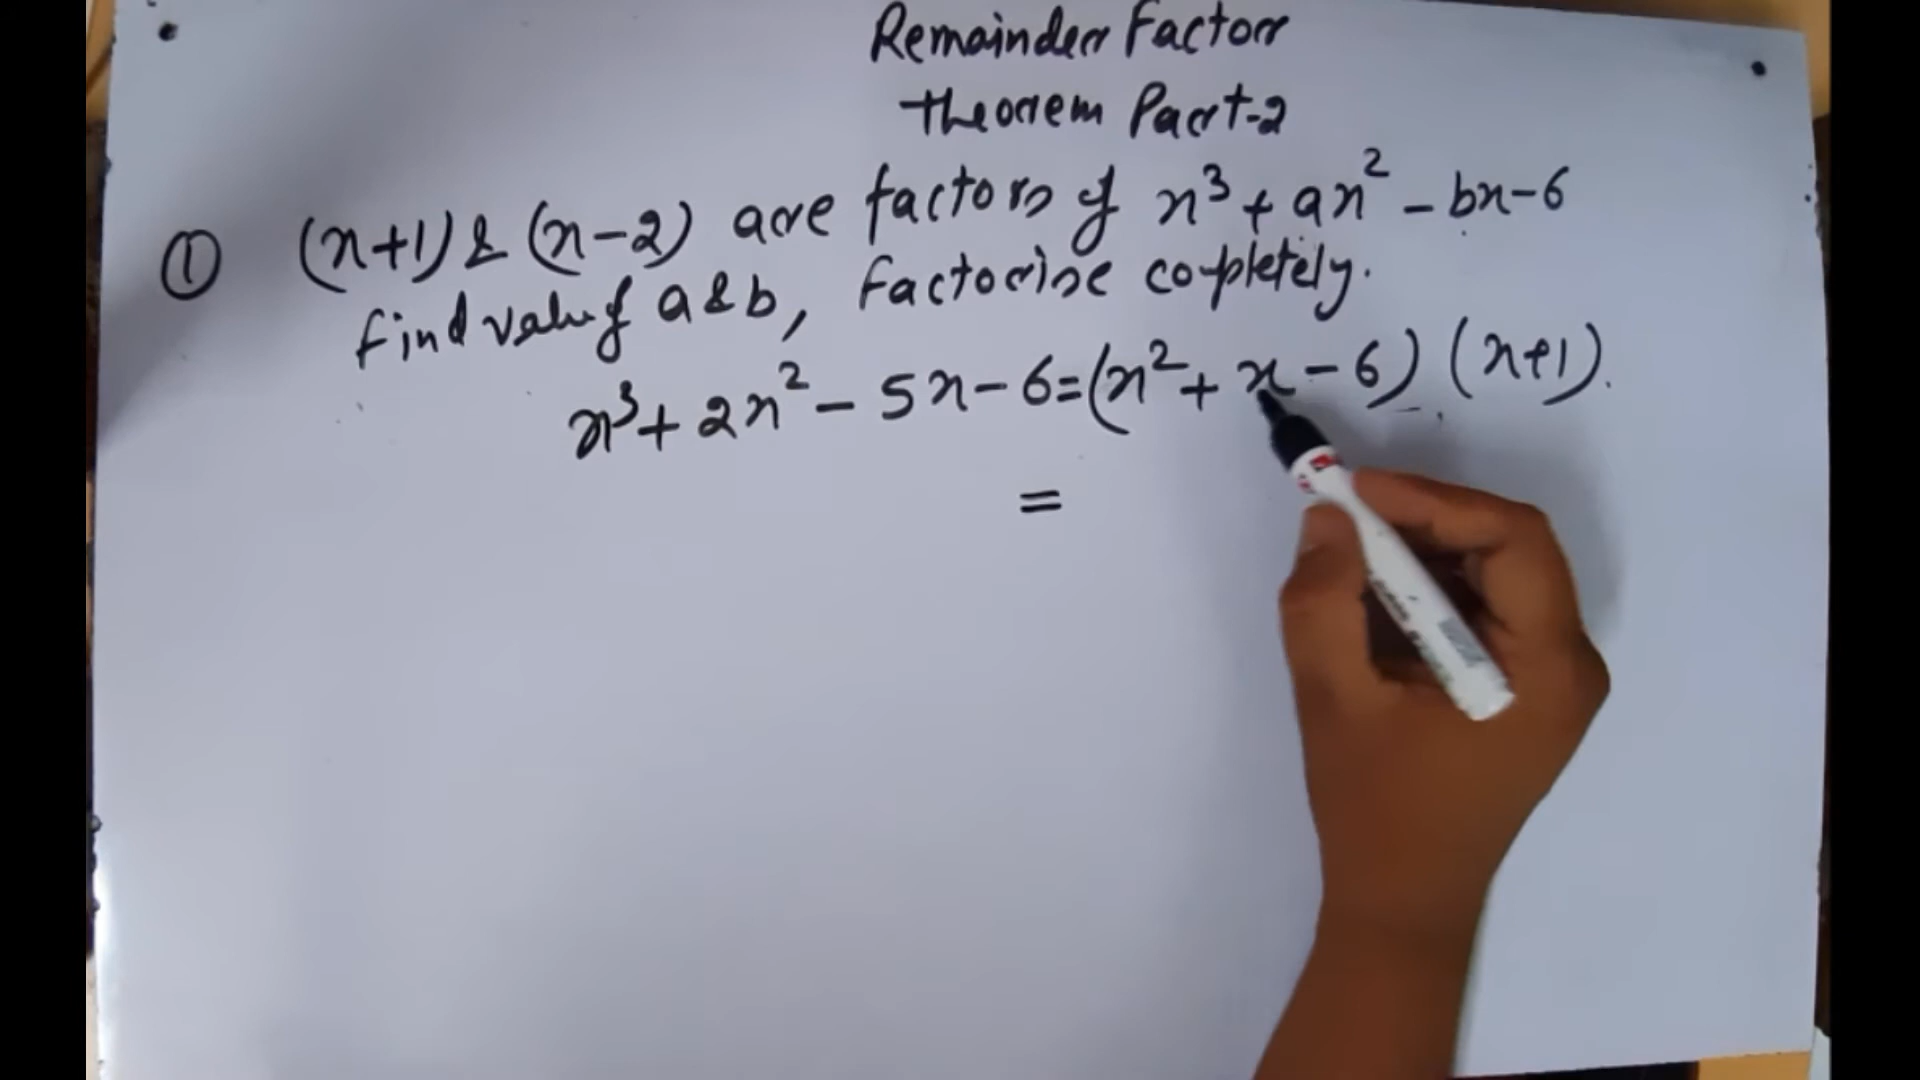 Remainder Factor
Theorem Part-2
① (x+1) & (x-2) are factors of x³ + ax² - bx - 6
find value of a & b, factorise completely.
x³ + 2x² - 5x - 6 = (x² + x - 6) (x+1).
=